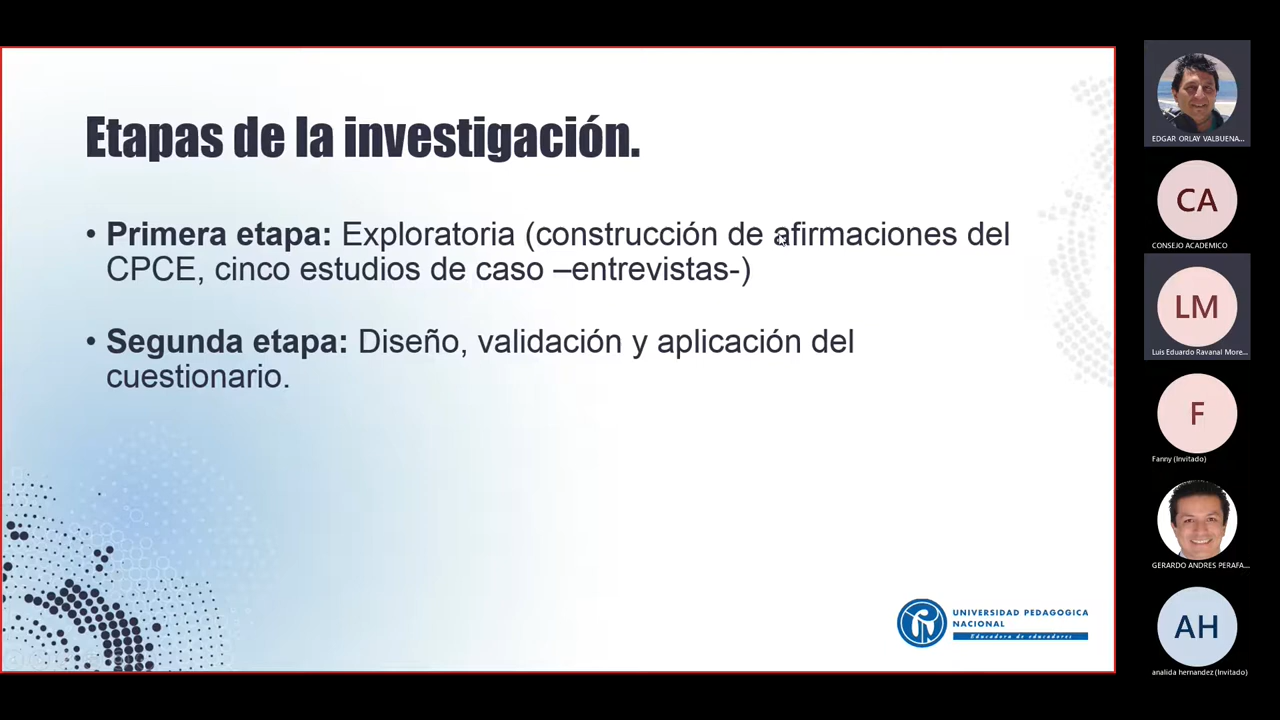 Etapas de la investigación.
• Primera etapa: Exploratoria (construcción de afirmaciones del
CPCE, cinco estudios de caso –entrevistas-)
• Segunda etapa: Diseño, validación y aplicación del
cuestionario.
UNIVERSIDAD PEDAGOGICA
NACIONAL
Educadora de educadores
EDGAR ORLAY VALBUENA...
CA
CONSEJO ACADEMICO
LM
Luis Eduardo Ravanal More...
F
Fanny (Invitado)
GERARDO ANDRES PERAFA...
AH
analida hernandez (Invitado)